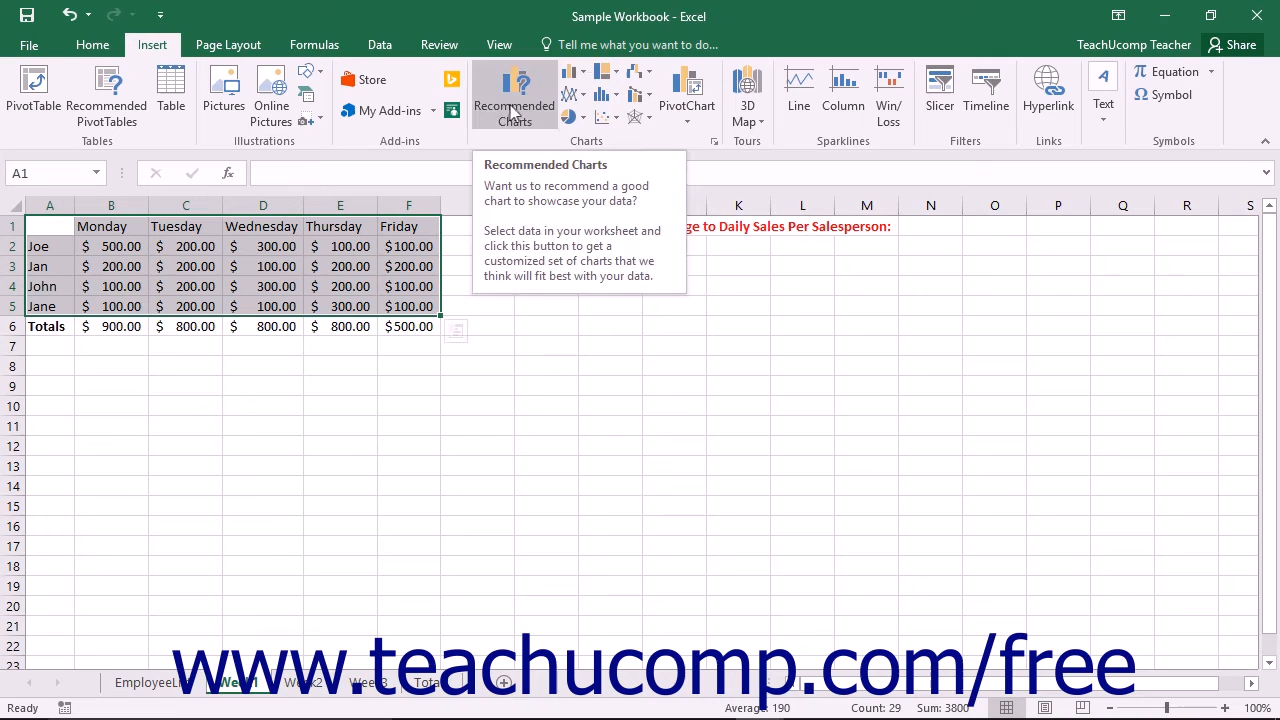 Sample Workbook - Excel
File Home Insert Page Layout Formulas Data Review View Tell me what you want to do... TeachUcomp Teacher Share
PivotTable
Recommended
PivotTables
Table
Tables
Pictures
Online
Pictures
Illustrations
Store
My Add-ins
Add-ins
Recommended
Charts
PivotChart
Charts
3D
Map
Tours
Line
Column
Win/
Loss
Sparklines
Slicer
Timeline
Filters
Hyperlink
Links
Text
Equation
Symbol
Symbols
A1
fx
Recommended Charts
Want us to recommend a good
chart to showcase your data?
Select data in your worksheet and
click this button to get a
customized set of charts that we
think will fit best with your data.
A B C D E F K L M N O P Q R S
1 Monday Tuesday Wednesday Thursday Friday ge to Daily Sales Per Salesperson:
2 Joe $ 500.00 $ 200.00 $ 300.00 $ 100.00 $100.00
3 Jan $ 200.00 $ 200.00 $ 100.00 $ 200.00 $200.00
4 John $ 100.00 $ 200.00 $ 300.00 $ 200.00 $100.00
5 Jane $ 100.00 $ 200.00 $ 100.00 $ 300.00 $100.00
6 Totals $ 900.00 $ 800.00 $ 800.00 $ 800.00 $500.00
7
8
9
10
11
12
13
14
15
16
17
18
19
20
21
22
23
www.teachucomp.com/free
EmployeeLi Week1 Week2 Week3 Tota
Ready Average: 190 Count: 29 Sum: 3800 100%